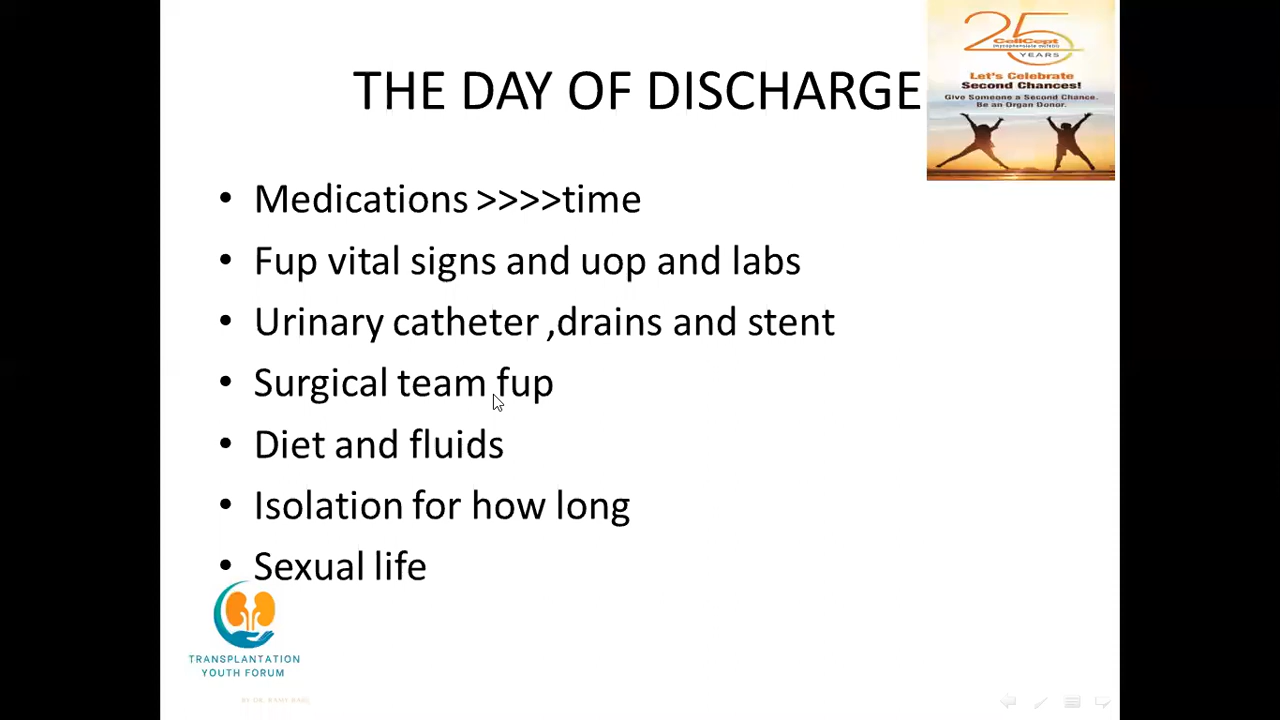 25
CellCept
(mycophenolate mofetil)
YEARS
Let's Celebrate
Second Chances!
Give Someone a Second Chance.
Be an Organ Donor.
THE DAY OF DISCHARGE
• Medications >>>>time
• Fup vital signs and uop and labs
• Urinary catheter ,drains and stent
• Surgical team fup
• Diet and fluids
• Isolation for how long
• Sexual life
TRANSPLANTATION
YOUTH FORUM